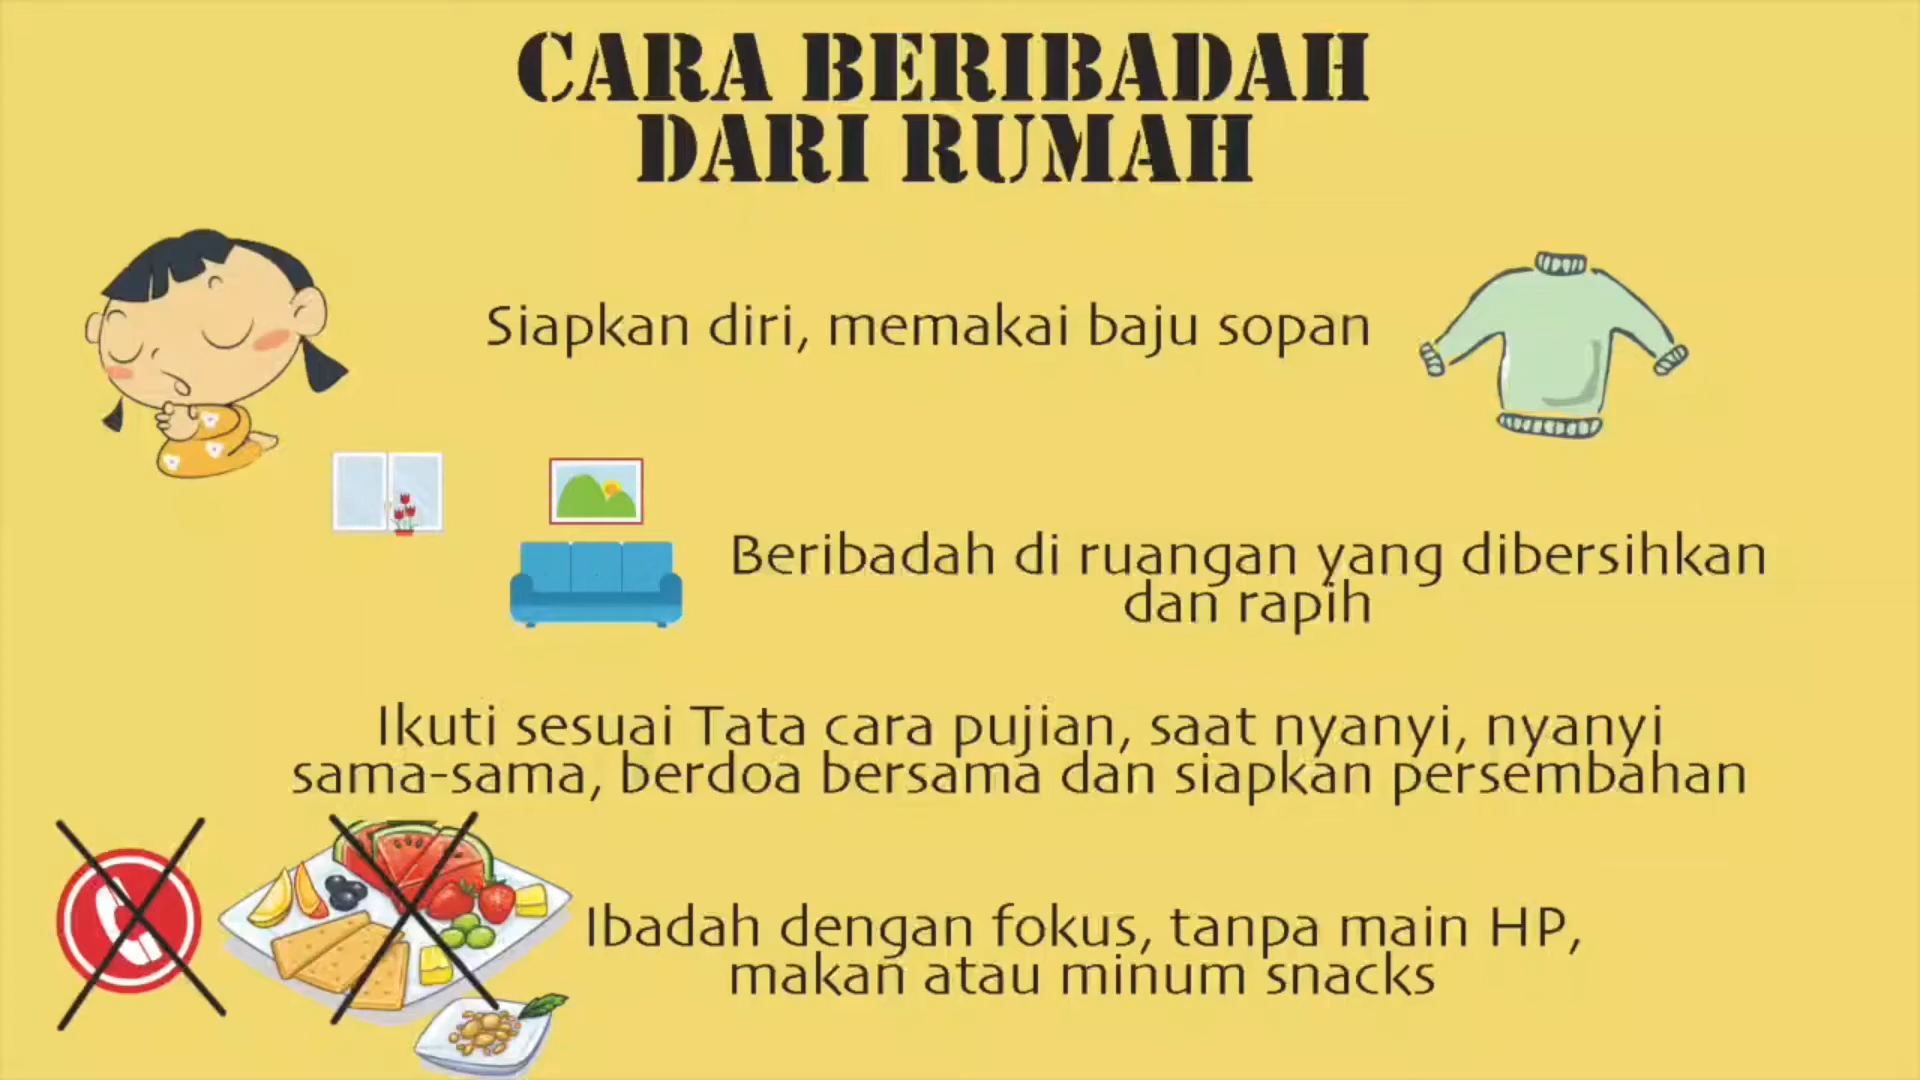 CARA BERIBADAH
DARI RUMAH
Siapkan diri, memakai baju sopan
Beribadah di ruangan yang dibersihkan
dan rapih
Ikuti sesuai Tata cara pujian, saat nyanyi, nyanyi
sama-sama, berdoa bersama dan siapkan persembahan
Ibadah dengan fokus, tanpa main HP,
makan atau minum snacks